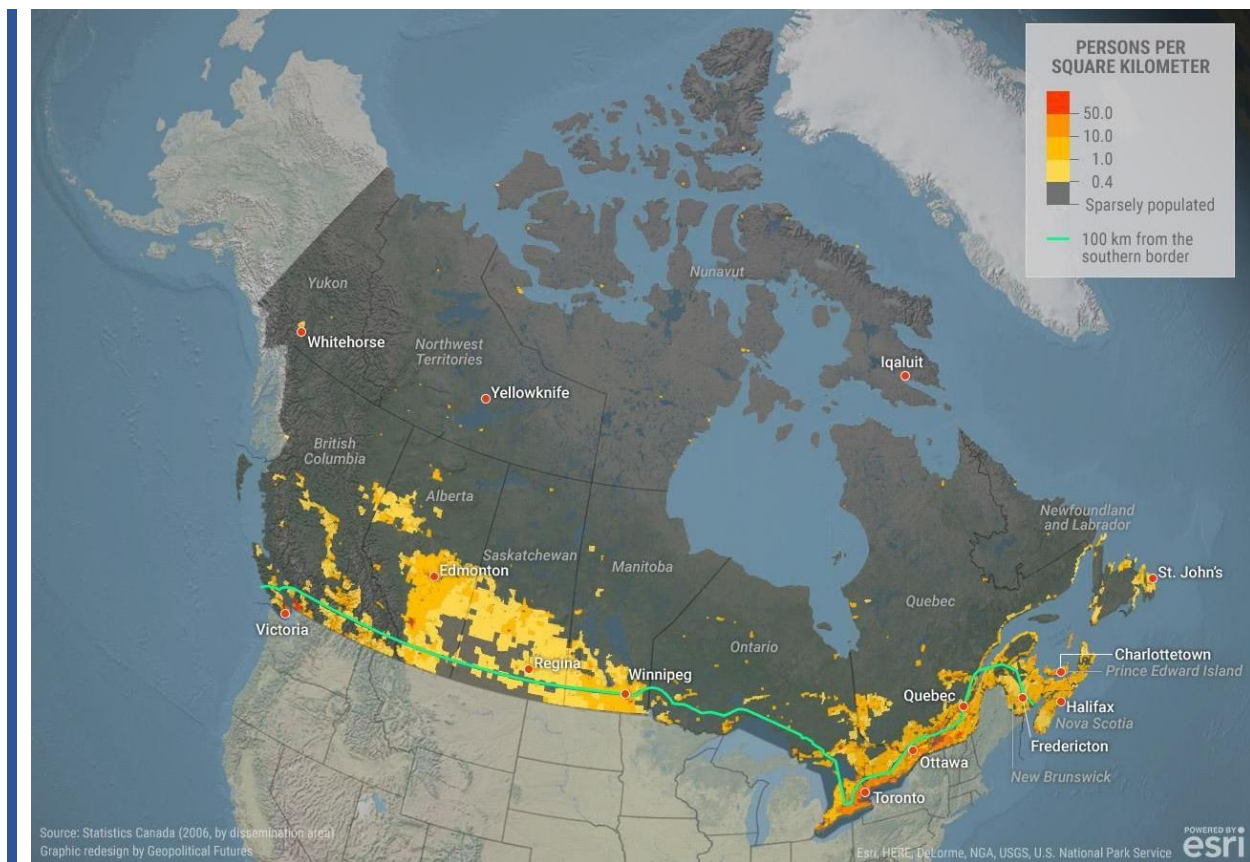 PERSONS PER
SQUARE KILOMETER
50.0
10.0
1.0
0.4
Sparsely populated
100 km from the
southern border
Nunavut
Yukon
Whitehorse
Northwest
Territories
Iqaluit
Yellowknife
British
Columbia
Alberta
Newfoundland
and Labrador
Saskatchewan
Edmonton
Manitoba
St. John's
Quebec
Victoria
Ontario
Charlottetown
Regina
Prince Edward Island
Winnipeg
Quebec
Halifax
Nova Scotia
Fredericton
Ottawa
New Brunswick
Toronto
Source: Statistics Canada (2006, by dissemination area)
Graphic redesign by Geopolitical Futures
Esri, HERE, DeLorme, NGA, USGS, U.S. National Park Service
POWERED BY
esri